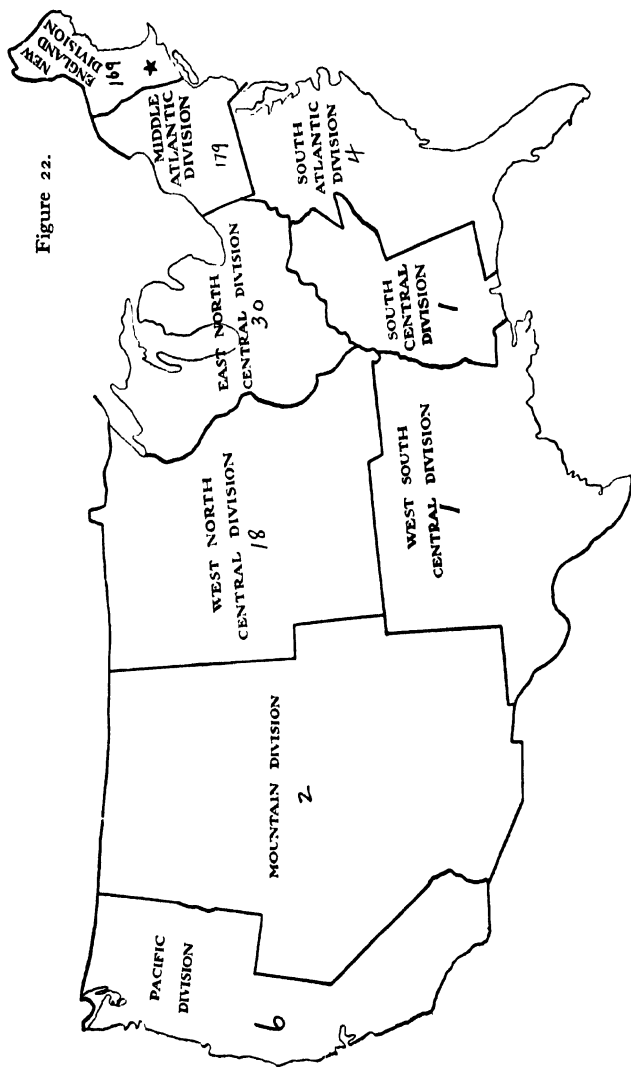 Figure 22.
NEW
ENGLAND
DIVISION
169
MIDDLE
ATLANTIC
DIVISION
179
SOUTH
ATLANTIC
DIVISION
4
EAST NORTH
CENTRAL DIVISION
30
SOUTH
CENTRAL
DIVISION
1
WEST NORTH
CENTRAL DIVISION
18
WEST SOUTH
CENTRAL DIVISION
1
MOUNTAIN DIVISION
2
PACIFIC
DIVISION
6